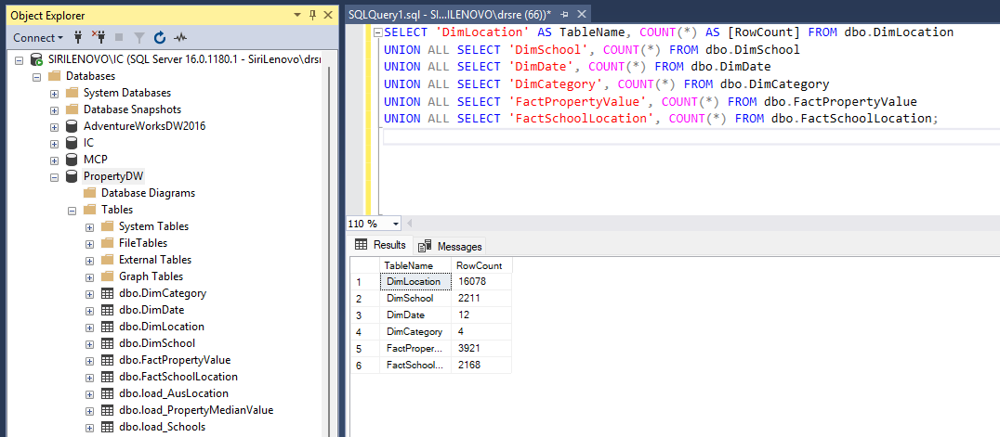 Object Explorer
Connect
SIRILENOVO\IC (SQL Server 16.0.1180.1 - SiriLenovo\drsr
Databases
System Databases
Database Snapshots
AdventureWorksDW2016
IC
MCP
PropertyDW
Database Diagrams
Tables
System Tables
FileTables
External Tables
Graph Tables
dbo.DimCategory
dbo.DimDate
dbo.DimLocation
dbo.DimSchool
dbo.FactPropertyValue
dbo.FactSchoolLocation
dbo.load_AusLocation
dbo.load_PropertyMedianValue
dbo.load_Schools
SQLQuery1.sql - SI...ILENOVO\drsre (66))*
SELECT 'DimLocation' AS TableName, COUNT(*) AS [RowCount] FROM dbo.DimLocation
UNION ALL SELECT 'DimSchool', COUNT(*) FROM dbo.DimSchool
UNION ALL SELECT 'DimDate', COUNT(*) FROM dbo.DimDate
UNION ALL SELECT 'DimCategory', COUNT(*) FROM dbo.DimCategory
UNION ALL SELECT 'FactPropertyValue', COUNT(*) FROM dbo.FactPropertyValue
UNION ALL SELECT 'FactSchoolLocation', COUNT(*) FROM dbo.FactSchoolLocation;
110 %
Results Messages
TableName RowCount
1 DimLocation 16078
2 DimSchool 2211
3 DimDate 12
4 DimCategory 4
5 FactProper... 3921
6 FactSchool... 2168